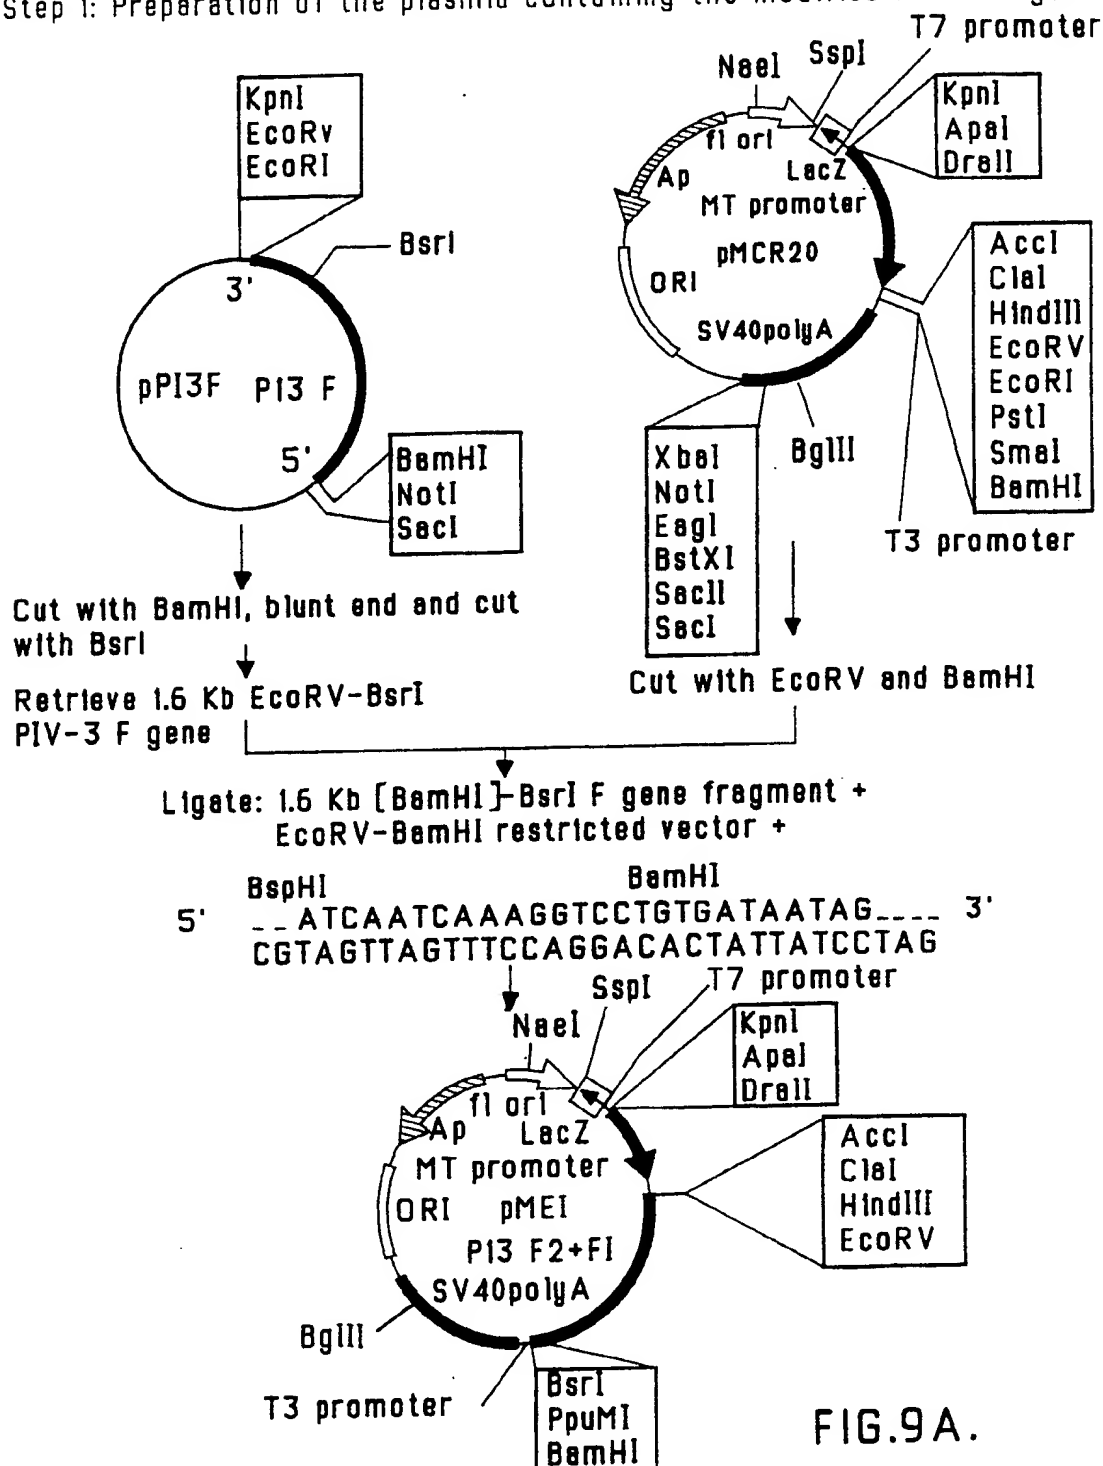 Step 1: Preparation of the plasmid containing the modified
T7 promoter
NaeI
SspI
KpnI
EcoRv
EcoRI
KpnI
ApaI
DraII
f1 ori
LacZ
Ap
MT promoter
pMCR20
ORI
SV40polyA
BsrI
3'
pPI3F
PI3 F
5'
BamHI
NotI
SacI
AccI
ClaI
HindIII
EcoRV
EcoRI
PstI
SmaI
BamHI
BglII
T3 promoter
XbaI
NotI
EagI
BstXI
SacII
SacI
Cut with BamHI, blunt end and cut
with BsrI
Retrieve 1.6 Kb EcoRV-BsrI
PIV-3 F gene
Cut with EcoRV and BamHI
Ligate: 1.6 Kb [BamHI]-BsrI F gene fragment +
EcoRV-BamHI restricted vector +
BspHI
BamHI
5' _ _ATCAATCAAAGGTCCTGTGATAATAG_ _ _ _ 3'
CGTAGTTAGTTTCCAGGACACTATTATCCTAG
SspI
T7 promoter
NaeI
KpnI
ApaI
DraII
f1 ori
Ap
LacZ
MT promoter
ORI
pMEI
PI3 F2+FI
SV40polyA
AccI
ClaI
HindIII
EcoRV
BglII
T3 promoter
BsrI
PpuMI
BamHI
FIG.9A.